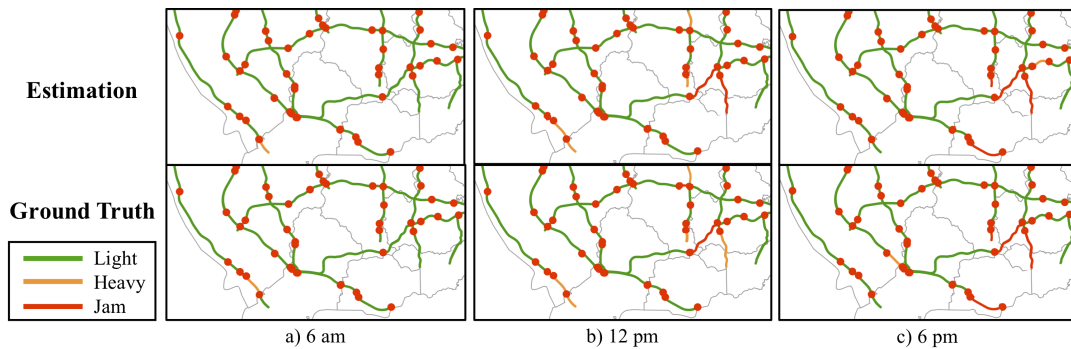 Estimation
Ground Truth
Light
Heavy
Jam
a) 6 am
b) 12 pm
c) 6 pm